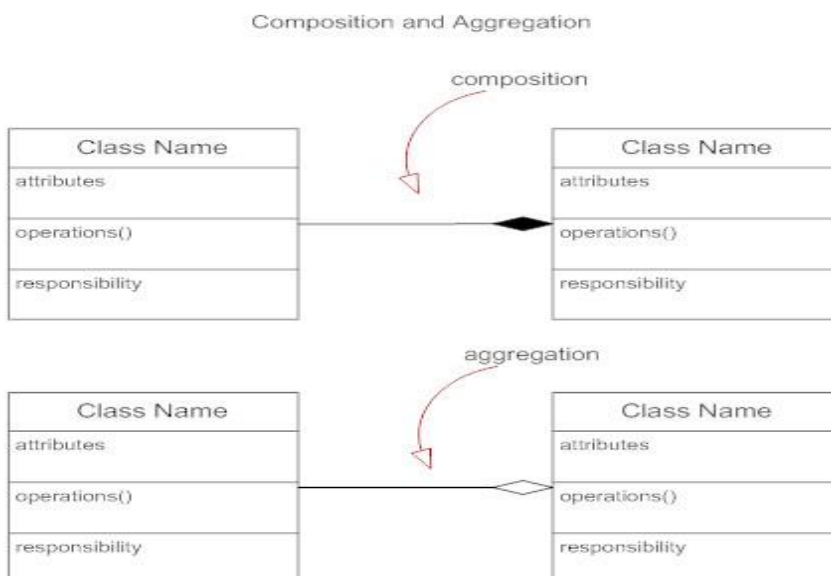 Composition and Aggregation
composition
Class Name
attributes
operations()
responsibility
Class Name
attributes
operations()
responsibility
aggregation
Class Name
attributes
operations()
responsibility
Class Name
attributes
operations()
responsibility